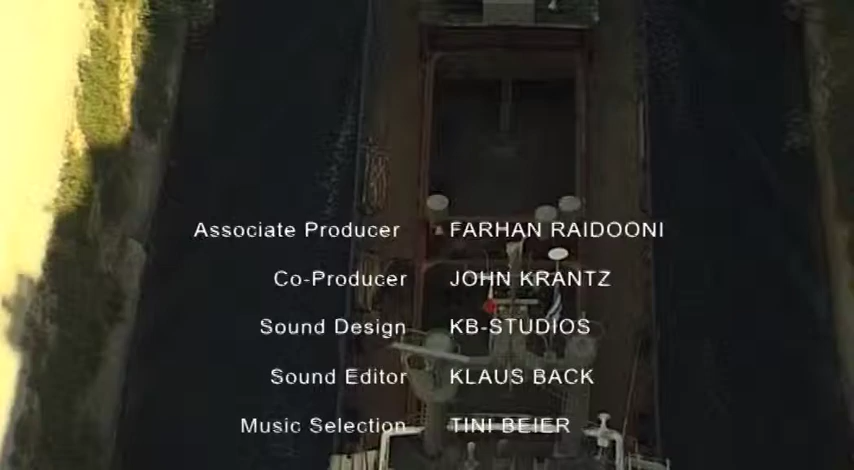 Associate Producer FARHAN RAIDOONI
Co-Producer JOHN KRANTZ
Sound Design KB-STUDIOS
Sound Editor KLAUS BACK
Music Selection TINI BEIER